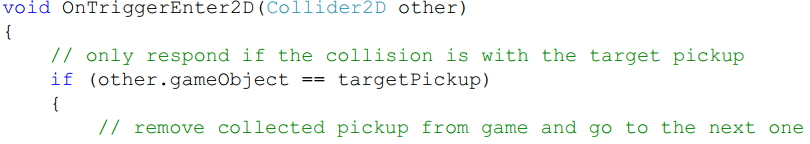 void OnTriggerEnter2D(Collider2D other)
{
    // only respond if the collision is with the target pickup
    if (other.gameObject == targetPickup)
    {
        // remove collected pickup from game and go to the next one